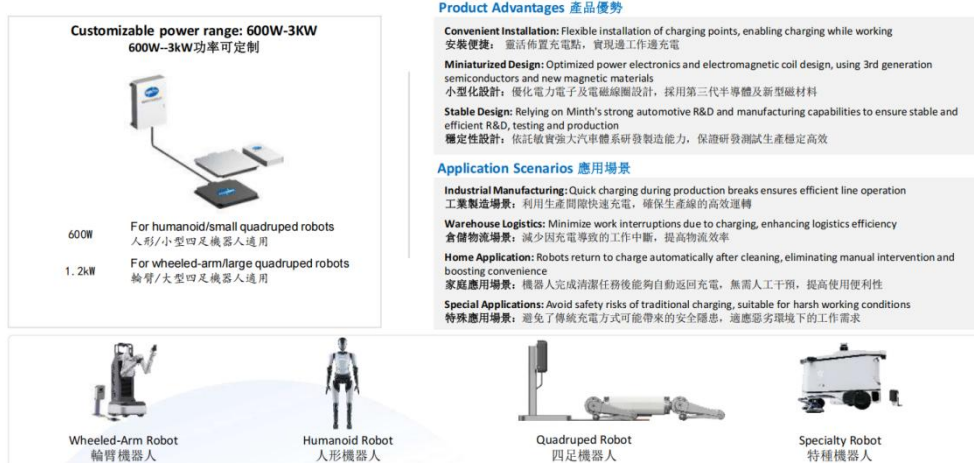 Customizable power range: 600W-3KW
600W--3kW功率可定制
600W
For humanoid/small quadruped robots
人形/小型四足機器人適用
1.2kW
For wheeled-arm/large quadruped robots
輪臂/大型四足機器人適用
Product Advantages 產品優勢
Convenient Installation: Flexible installation of charging points, enabling charging while working
安裝便捷： 靈活佈置充電點，實現邊工作邊充電
Miniaturized Design: Optimized power electronics and electromagnetic coil design, using 3rd generation
semiconductors and new magnetic materials
小型化設計：優化電力電子及電磁線圈設計，採用第三代半導體及新型磁材料
Stable Design: Relying on Minth's strong automotive R&D and manufacturing capabilities to ensure stable and
efficient R&D, testing and production
穩定性設計：依託敏實強大汽車體系研發製造能力，保證研發測試生產穩定高效
Application Scenarios 應用場景
Industrial Manufacturing: Quick charging during production breaks ensures efficient line operation
工業製造場景：利用生產間隙快速充電，確保生產線的高效運轉
Warehouse Logistics: Minimize work interruptions due to charging, enhancing logistics efficiency
倉儲物流場景：減少因充電導致的工作中斷，提高物流效率
Home Application: Robots return to charge automatically after cleaning, eliminating manual intervention and
boosting convenience
家庭應用場景：機器人完成清潔任務後能夠自動返回充電，無需人工干預，提高使用便利性
Special Applications: Avoid safety risks of traditional charging, suitable for harsh working conditions
特殊應用場景：避免了傳統充電方式可能帶來的安全隱患，適應惡劣環境下的工作需求
Wheeled-Arm Robot
輪臂機器人
Humanoid Robot
人形機器人
Quadruped Robot
四足機器人
Specialty Robot
特種機器人